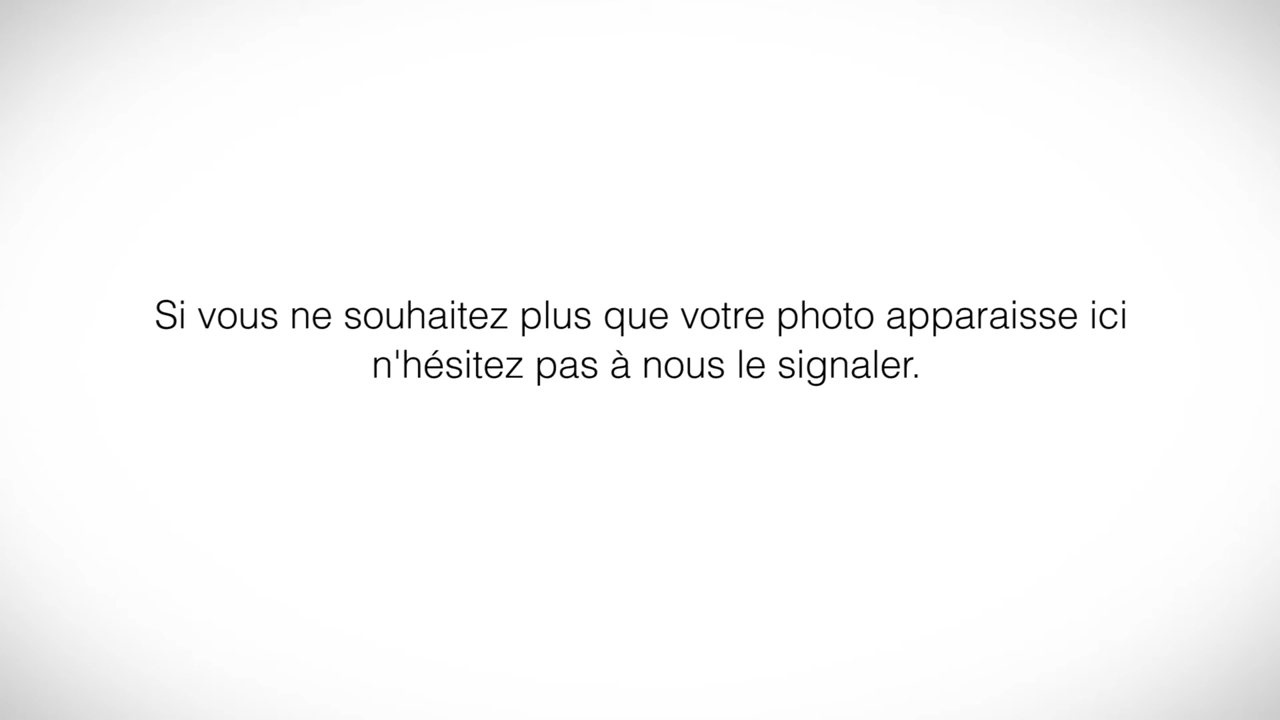 Si vous ne souhaitez plus que votre photo apparaisse ici
n'hésitez pas à nous le signaler.